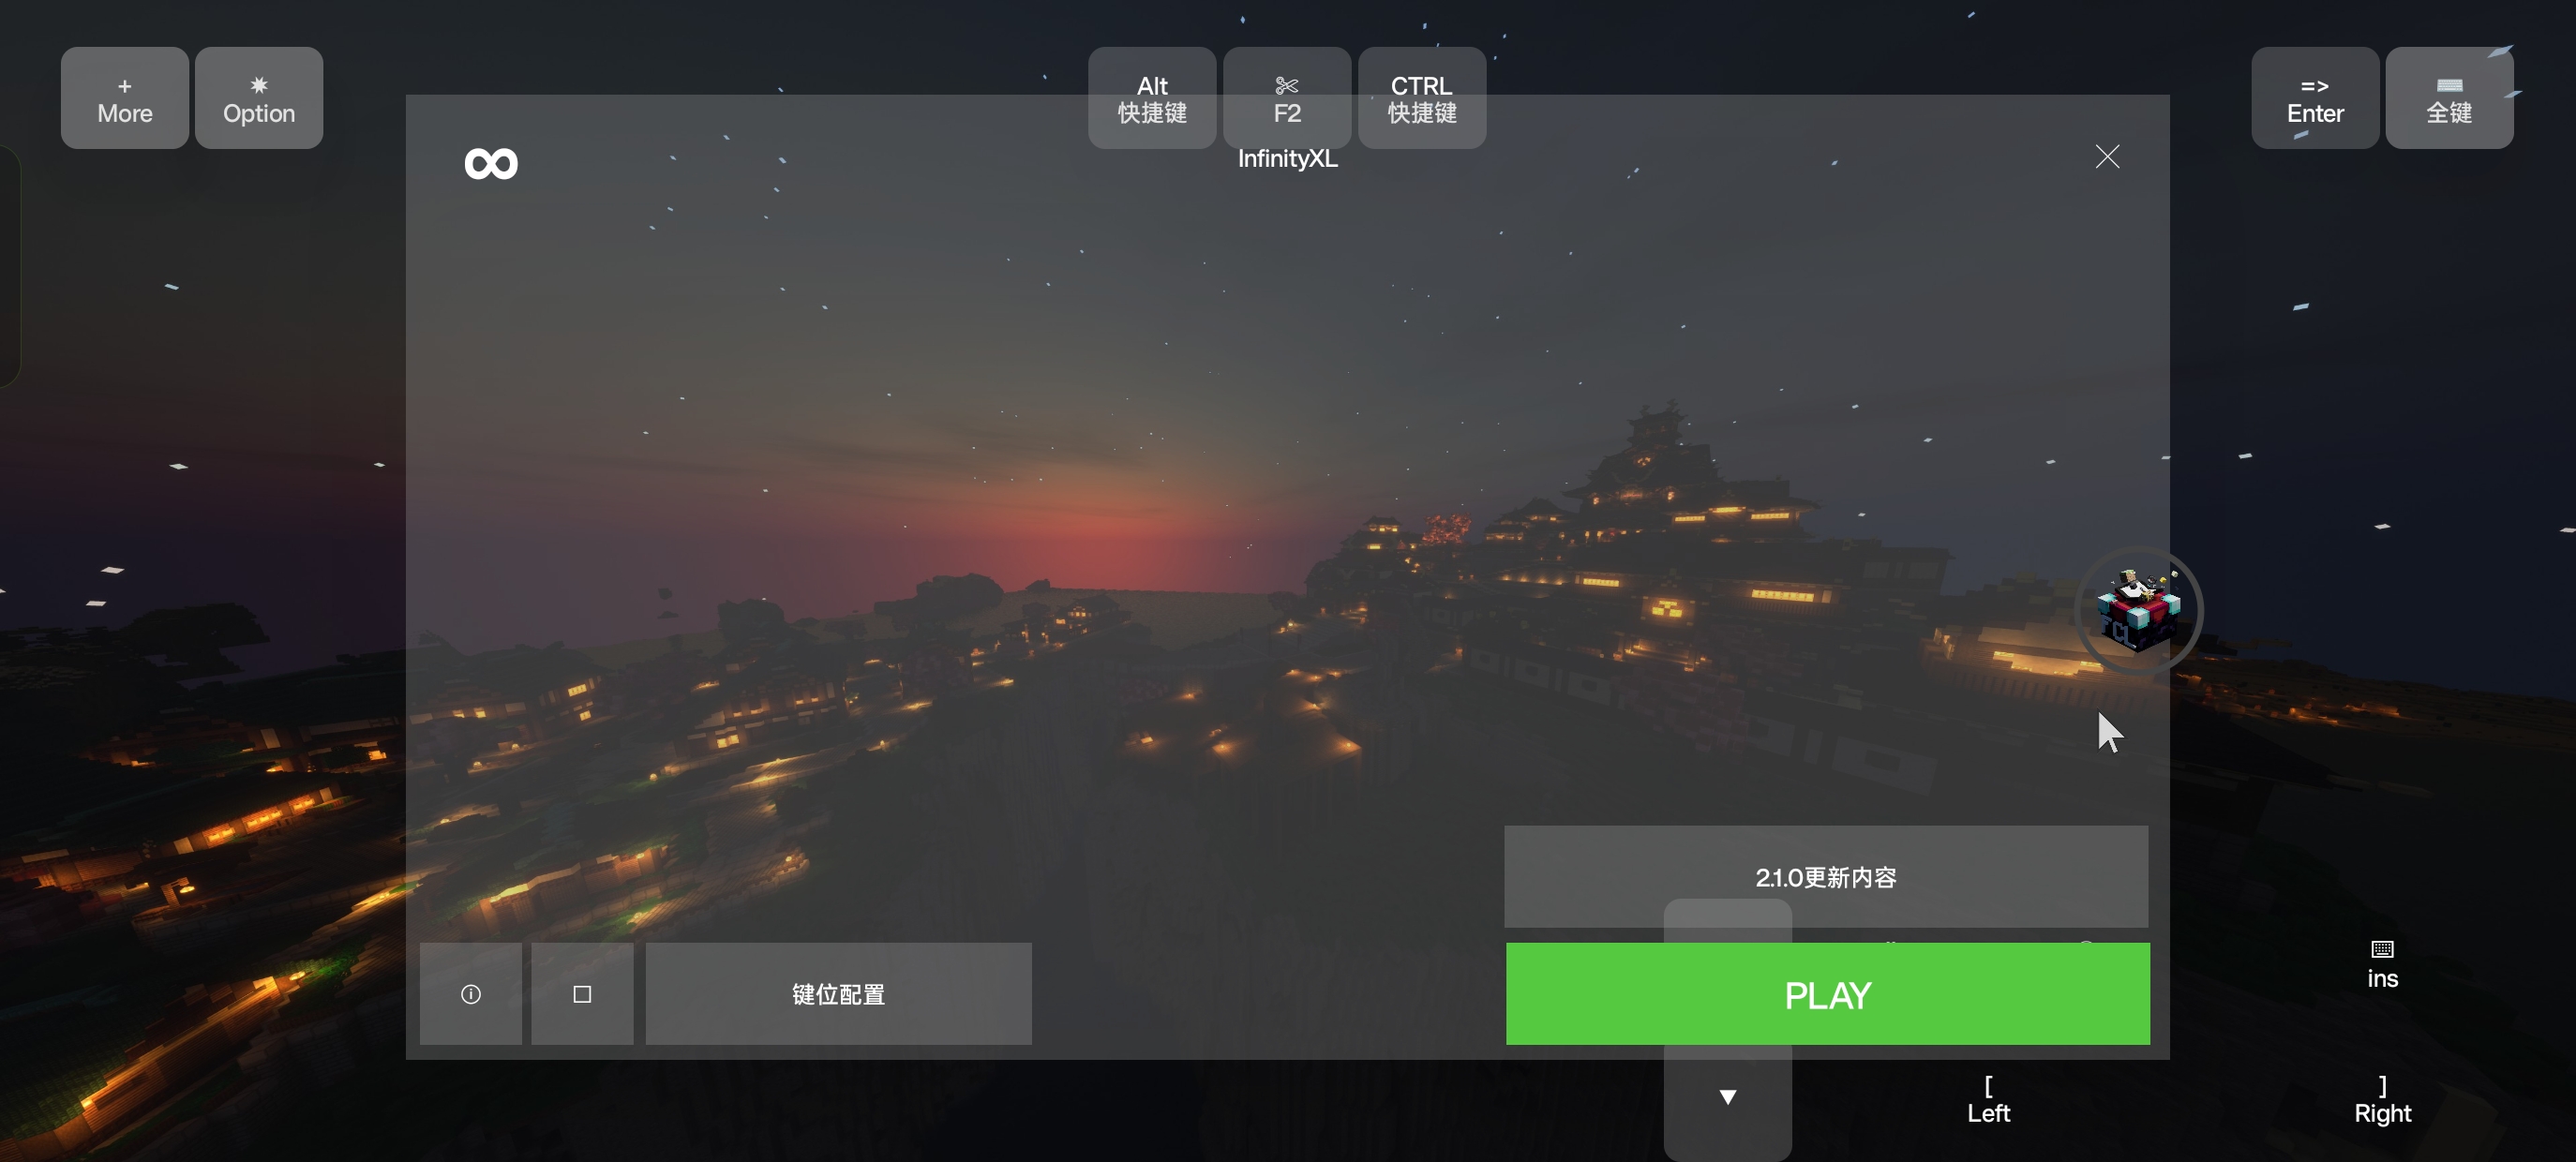 +
More
Option
Alt
快捷键
F2
CTRL
快捷键
=>
Enter
全键
InfinityXL
FCL
2.1.0更新内容
键位配置
PLAY
ins
[
Left
]
Right